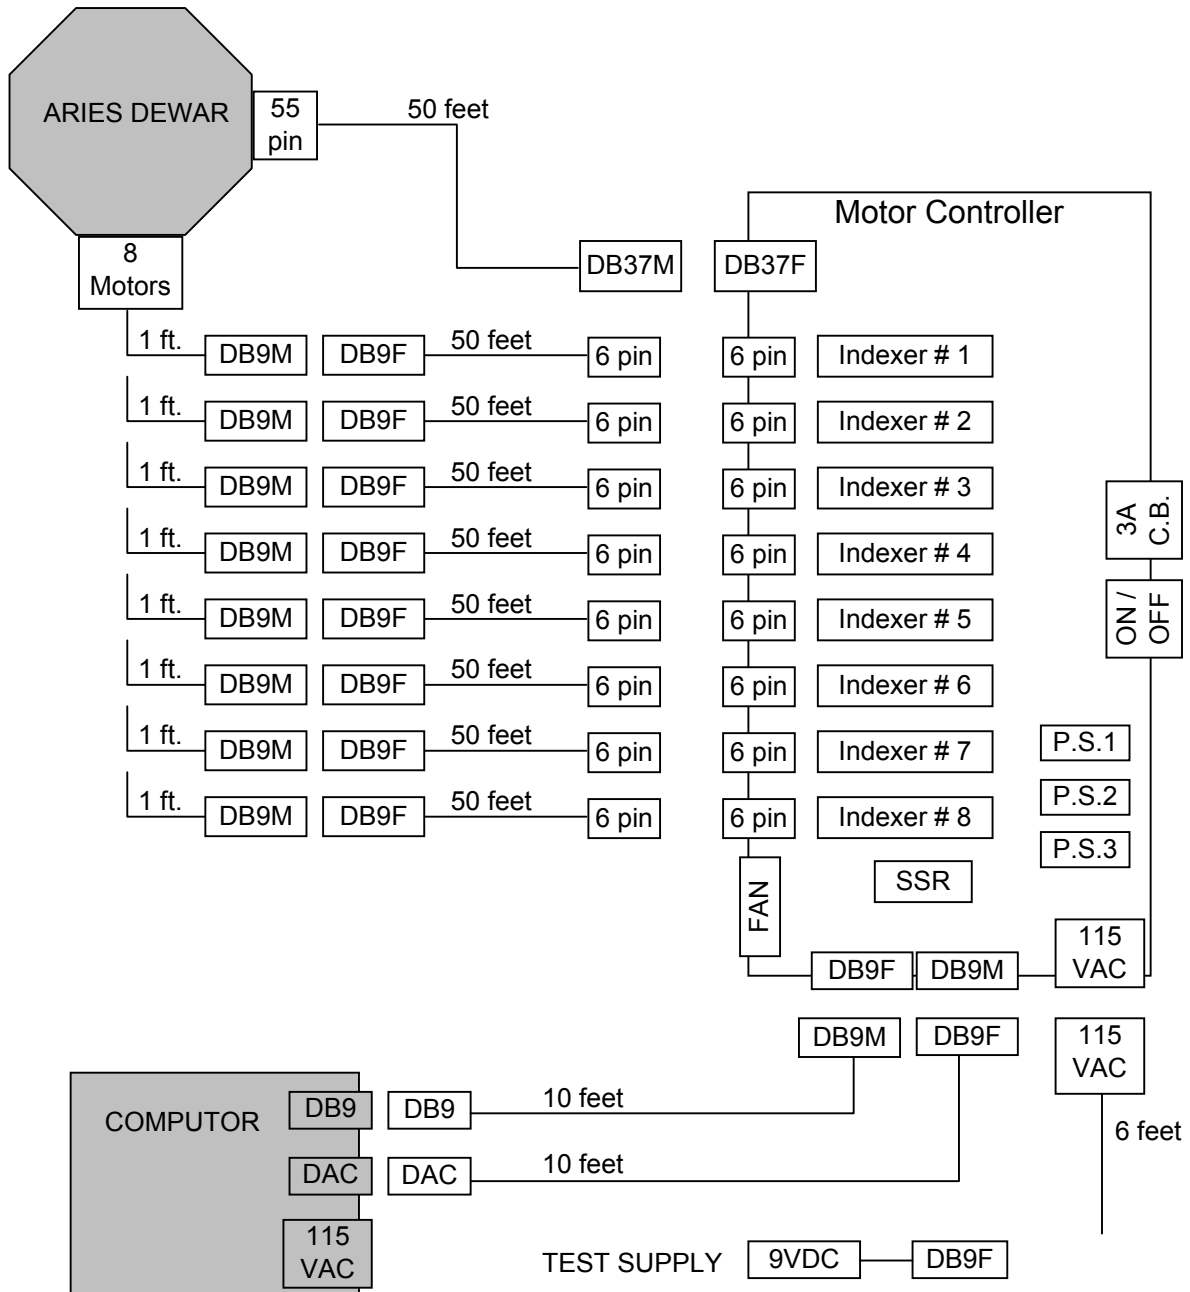 ARIES DEWAR
55
pin
50 feet
8
Motors
Motor Controller
DB37M
DB37F
1 ft.
DB9M
DB9F
50 feet
6 pin
6 pin
Indexer # 1
1 ft.
DB9M
DB9F
50 feet
6 pin
6 pin
Indexer # 2
1 ft.
DB9M
DB9F
50 feet
6 pin
6 pin
Indexer # 3
1 ft.
DB9M
DB9F
50 feet
6 pin
6 pin
Indexer # 4
1 ft.
DB9M
DB9F
50 feet
6 pin
6 pin
Indexer # 5
1 ft.
DB9M
DB9F
50 feet
6 pin
6 pin
Indexer # 6
1 ft.
DB9M
DB9F
50 feet
6 pin
6 pin
Indexer # 7
1 ft.
DB9M
DB9F
50 feet
6 pin
6 pin
Indexer # 8
3A
C.B.
ON /
OFF
P.S.1
P.S.2
P.S.3
SSR
FAN
DB9F
DB9M
115
VAC
DB9M
DB9F
115
VAC
6 feet
COMPUTOR
DB9
DB9
10 feet
DAC
DAC
10 feet
115
VAC
TEST SUPPLY
9VDC
DB9F